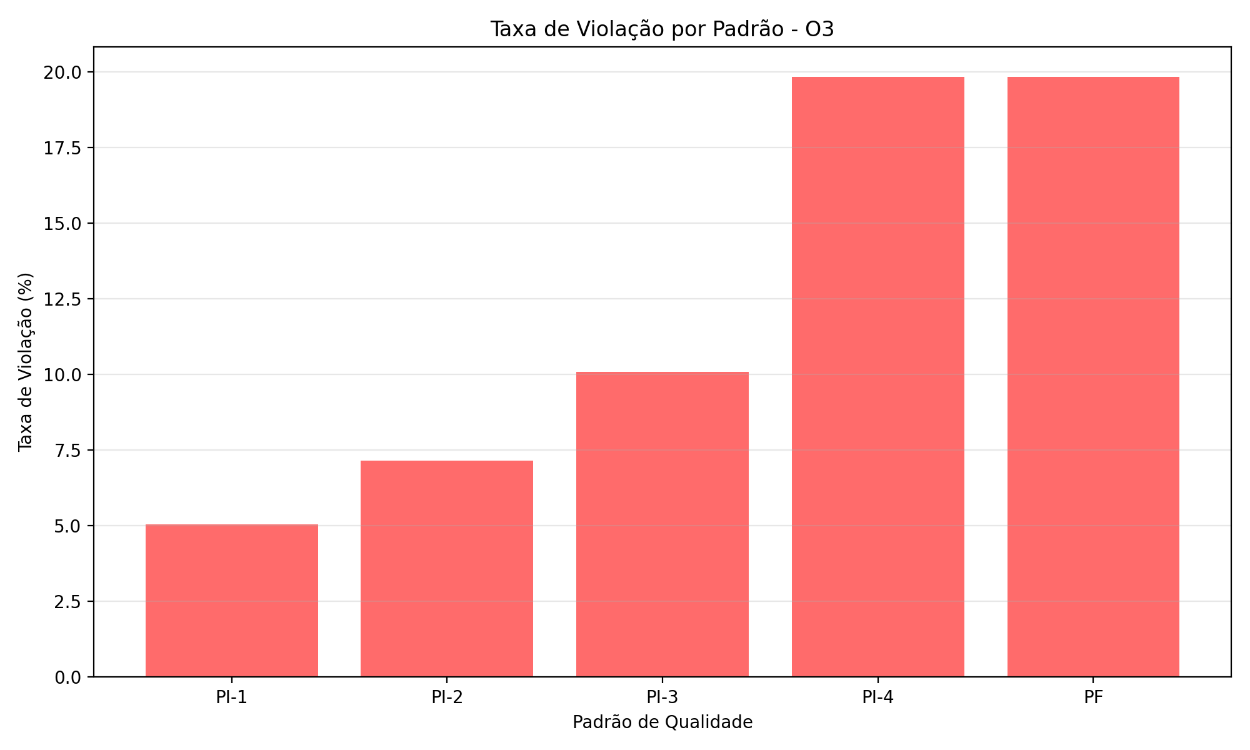 Taxa de Violação por Padrão - O3
Taxa de Violação (%)
20.0
17.5
15.0
12.5
10.0
7.5
5.0
2.5
0.0
PI-1 PI-2 PI-3 PI-4 PF
Padrão de Qualidade